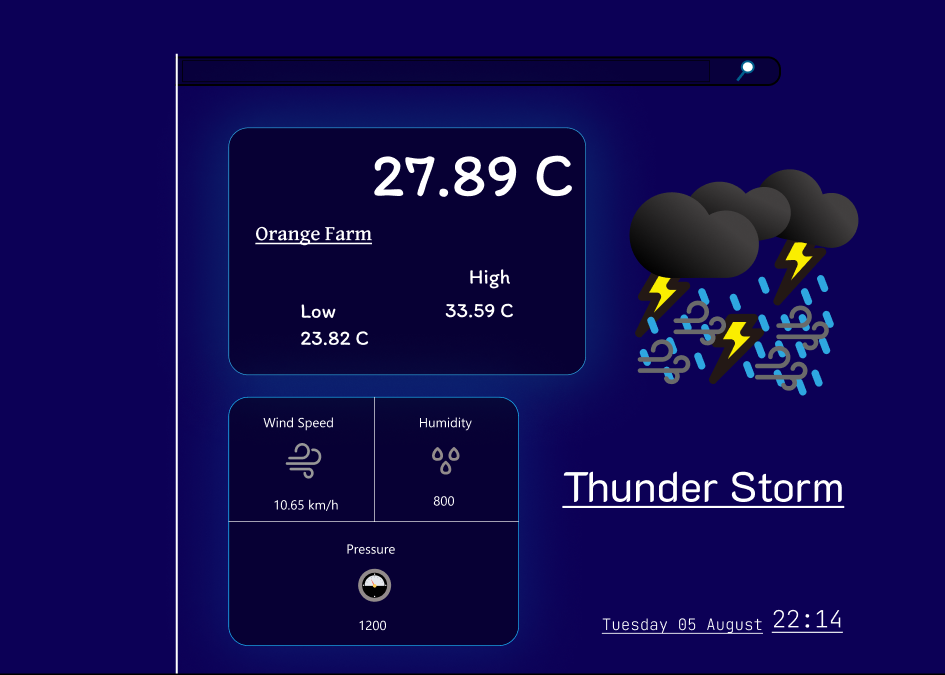 27.89 C
Orange Farm
High
33.59 C
Low
23.82 C
Wind Speed
10.65 km/h
Humidity
800
Pressure
1200
Thunder Storm
Tuesday 05 August 22:14